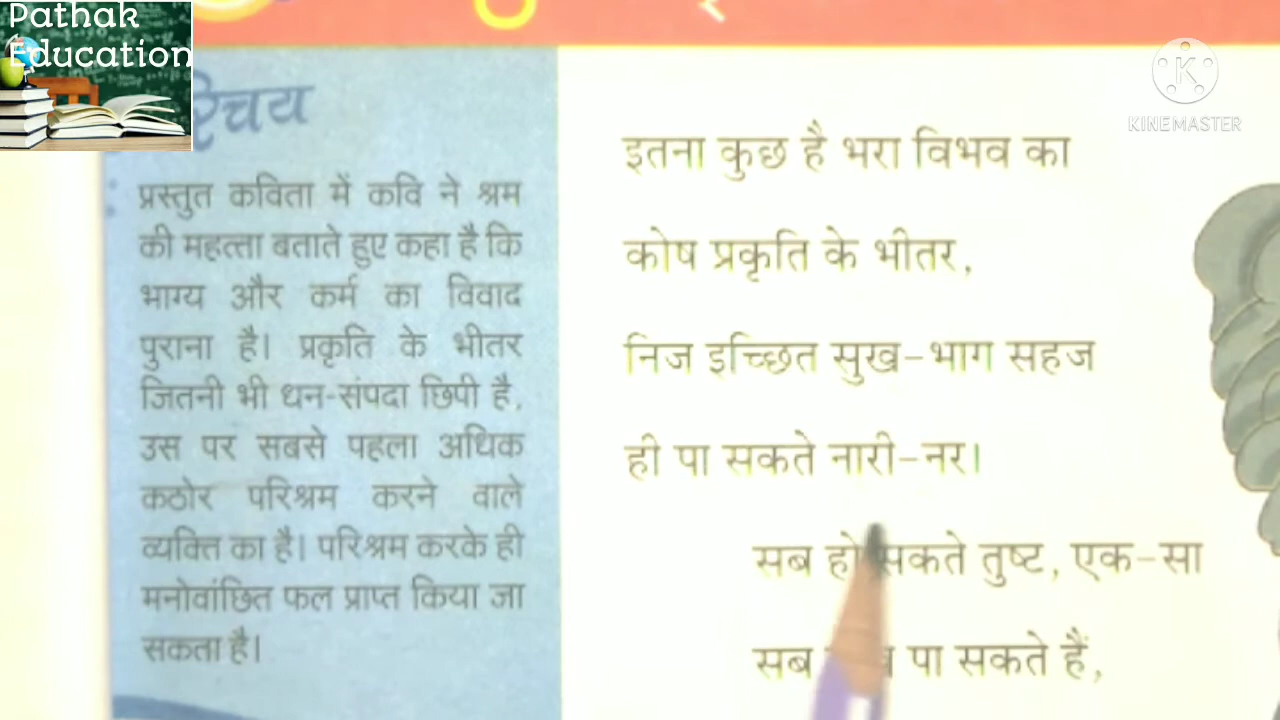 Pathak
Education
KINEMASTER
प्रस्तुत कविता में कवि ने श्रम
की महत्ता बताते हुए कहा है कि
भाग्य और कर्म का विवाद
पुराना है। प्रकृति के भीतर
जितनी भी धन-संपदा छिपी है,
उस पर सबसे पहला अधिक
कठोर परिश्रम करने वाले
व्यक्ति का है। परिश्रम करके ही
मनोवांछित फल प्राप्त किया जा
सकता है।
इतना कुछ है भरा विभव का
कोष प्रकृति के भीतर,
निज इच्छित सुख-भाग सहज
ही पा सकते नारी-नर।
सब हो सकते तुष्ट, एक-सा
सब पा सकते हैं,